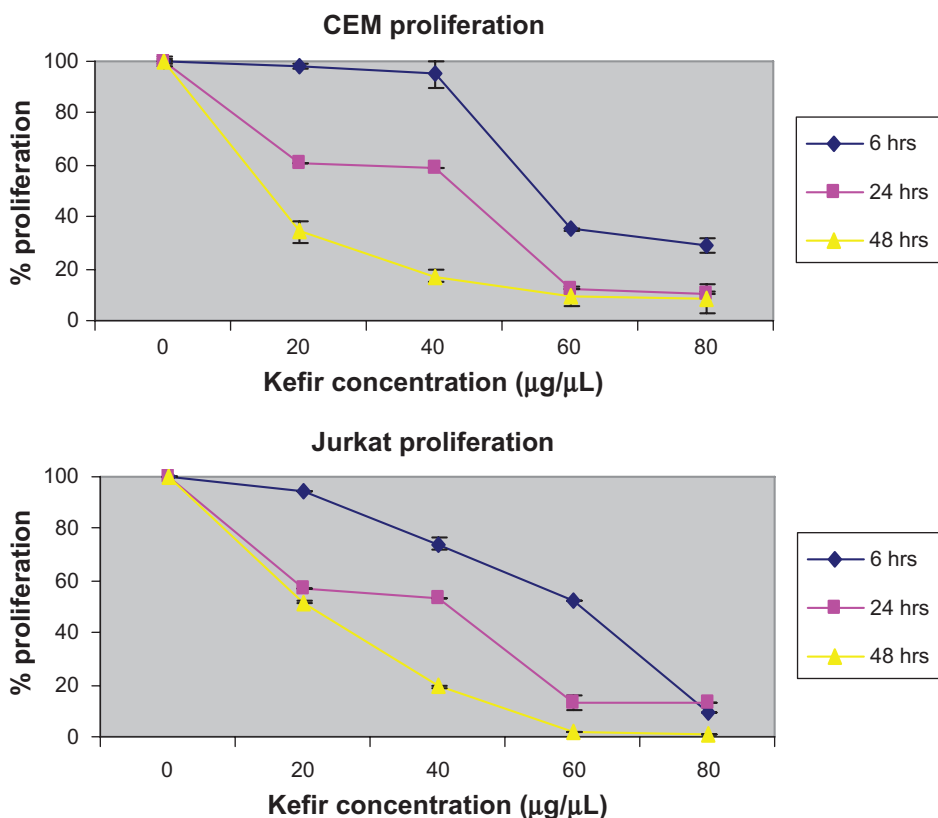 CEM proliferation
% proliferation
100
80
60
40
20
0
0 20 40 60 80
Kefir concentration (μg/μL)
6 hrs
24 hrs
48 hrs
Jurkat proliferation
% proliferation
100
80
60
40
20
0
0 20 40 60 80
Kefir concentration (μg/μL)
6 hrs
24 hrs
48 hrs